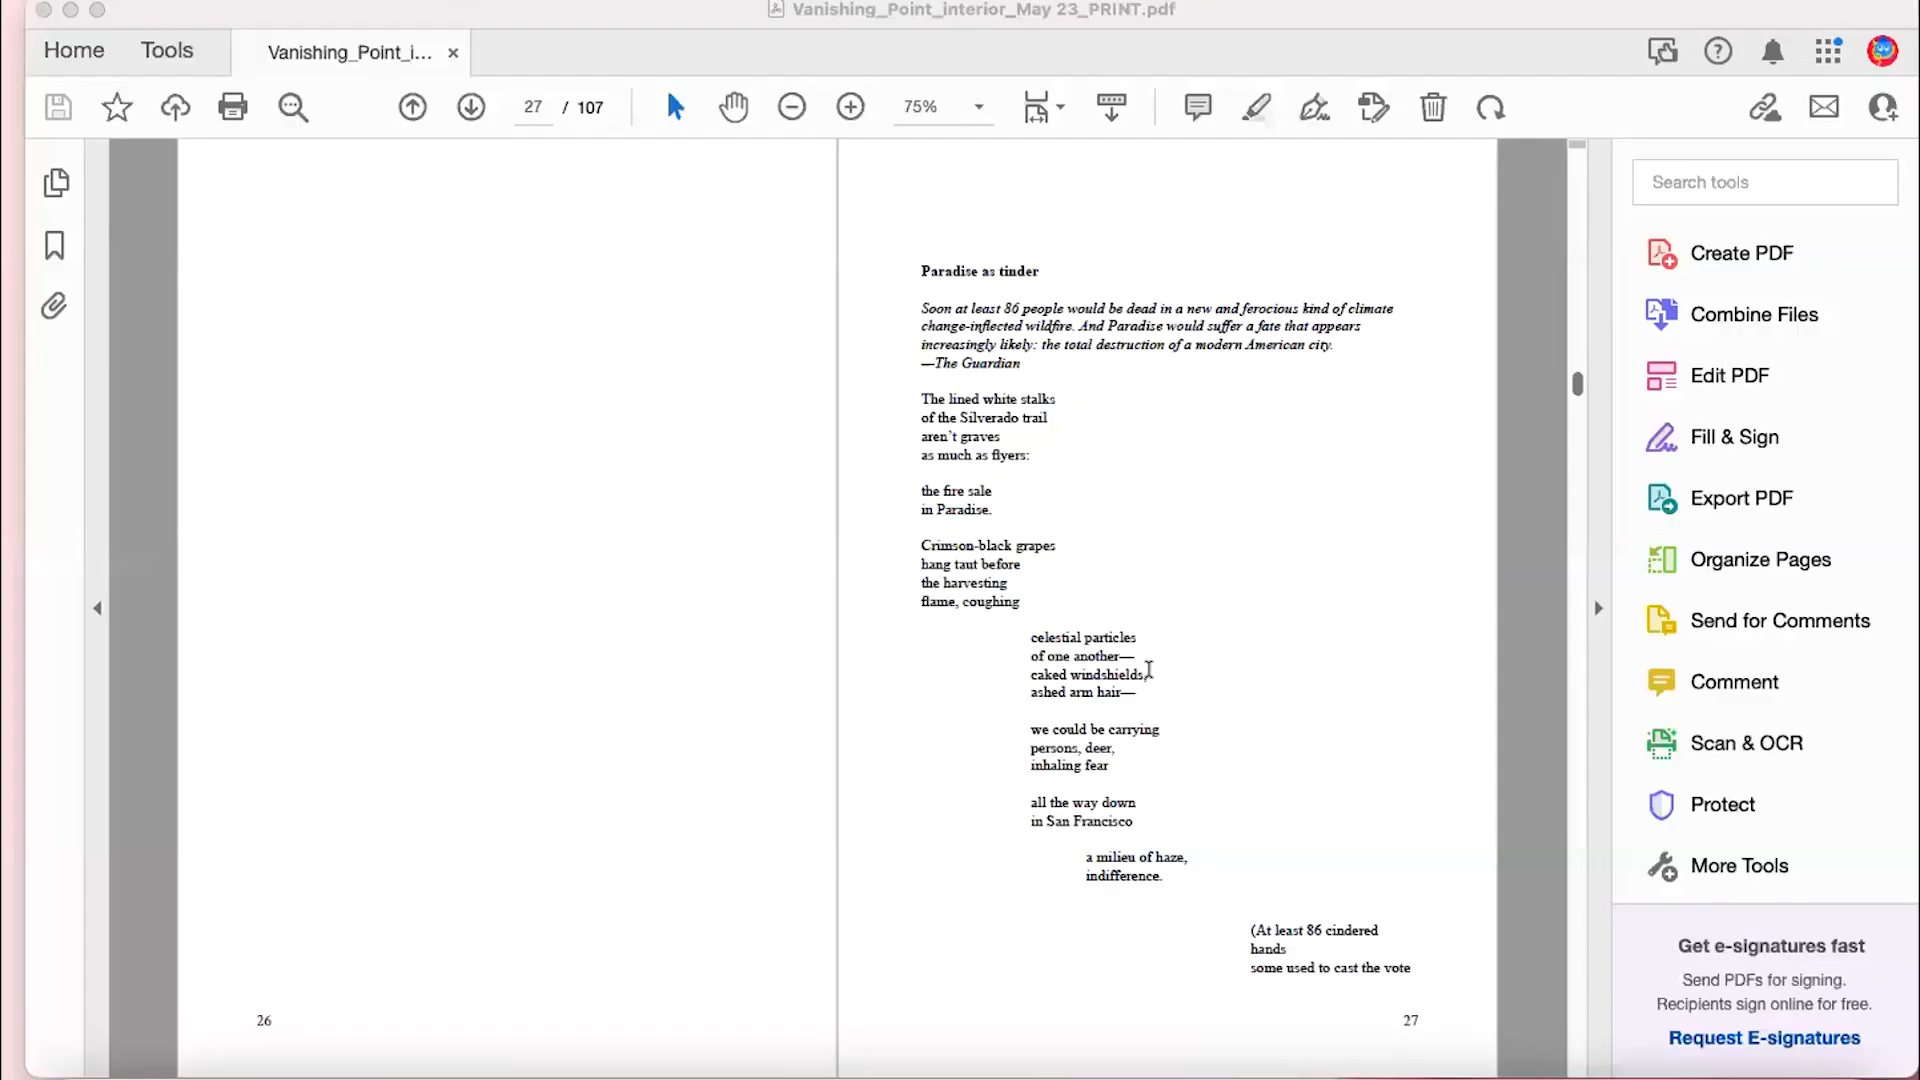 Vanishing_Point_interior_May 23_PRINT.pdf
Home
Tools
Vanishing_Point_i... ×
27 / 107
75%
Search tools
Create PDF
Combine Files
Edit PDF
Fill & Sign
Export PDF
Organize Pages
Send for Comments
Comment
Scan & OCR
Protect
More Tools
Get e-signatures fast
Send PDFs for signing.
Recipients sign online for free.
Request E-signatures
26
Paradise as tinder
Soon at least 86 people would be dead in a new and ferocious kind of climate
change-inflected wildfire. And Paradise would suffer a fate that appears
increasingly likely: the total destruction of a modern American city.
—The Guardian
The lined white stalks
of the Silverado trail
aren’t graves
as much as flyers:
the fire sale
in Paradise.
Crimson-black grapes
hang taut before
the harvesting
flame, coughing
celestial particles
of one another—
caked windshields,
ashed arm hair—
we could be carrying
persons, deer,
inhaling fear
all the way down
in San Francisco
a milieu of haze,
indifference.
(At least 86 cindered
hands
some used to cast the vote
27